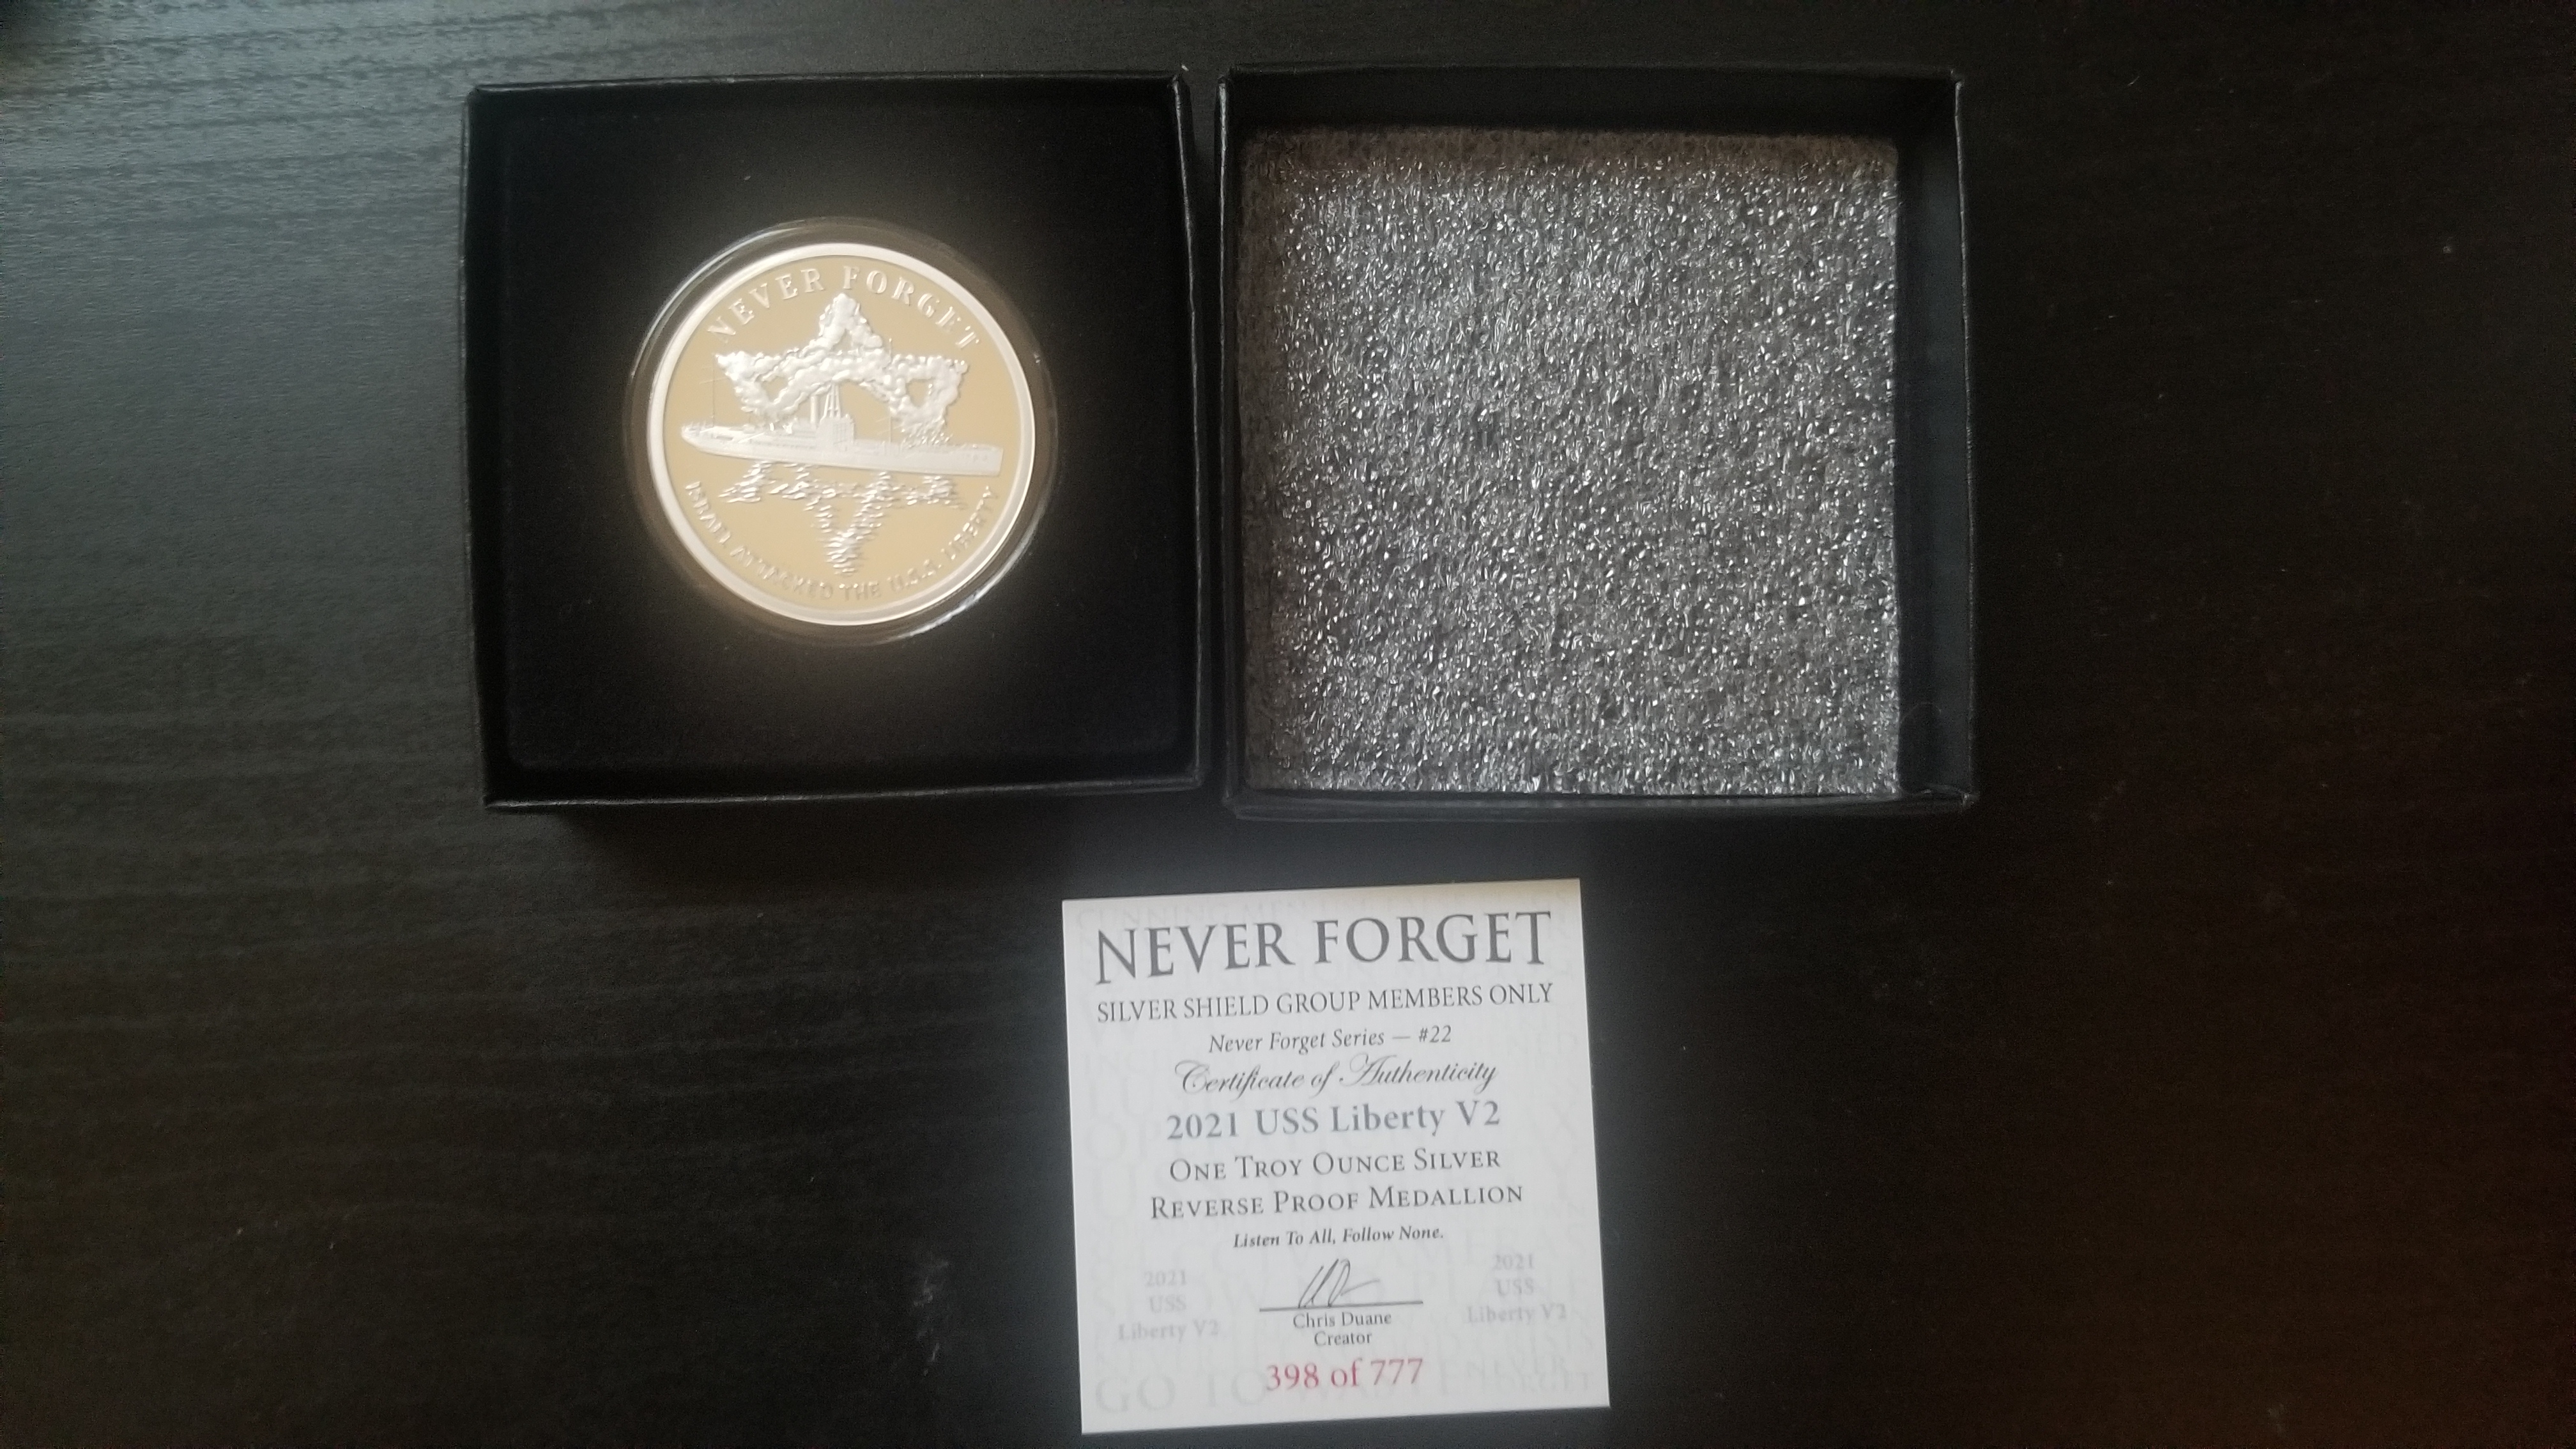 NEVER FORGET
ISRAEL ATTACKED THE U.S.S. LIBERTY
NEVER FORGET
SILVER SHIELD GROUP MEMBERS ONLY
Never Forget Series — #22
Certificate of Authenticity
2021 USS Liberty V2
ONE TROY OUNCE SILVER
REVERSE PROOF MEDALLION
Listen To All, Follow None.
2021
USS
Liberty V2
Chris Duane
Creator
2021
USS
Liberty V2
398 of 777
GO TO